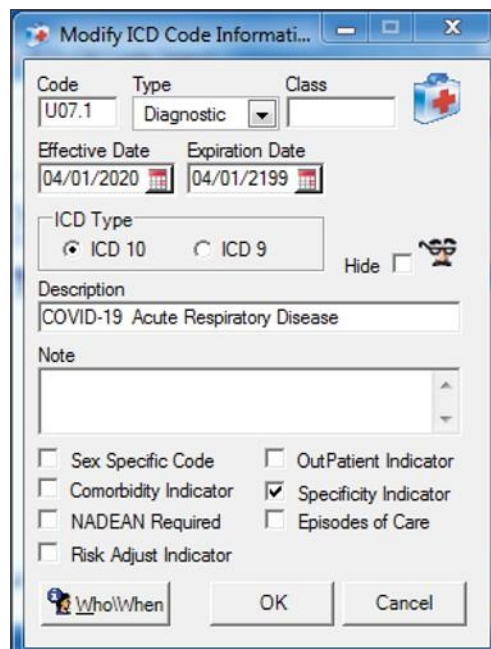 Modify ICD Code Informati...
Code Type Class
U07.1 Diagnostic
Effective Date Expiration Date
04/01/2020 04/01/2199
ICD Type
ICD 10 ICD 9
Hide
Description
COVID-19 Acute Respiratory Disease
Note
Sex Specific Code OutPatient Indicator
Comorbidity Indicator Specificity Indicator
NADEAN Required Episodes of Care
Risk Adjust Indicator
Who\When OK Cancel